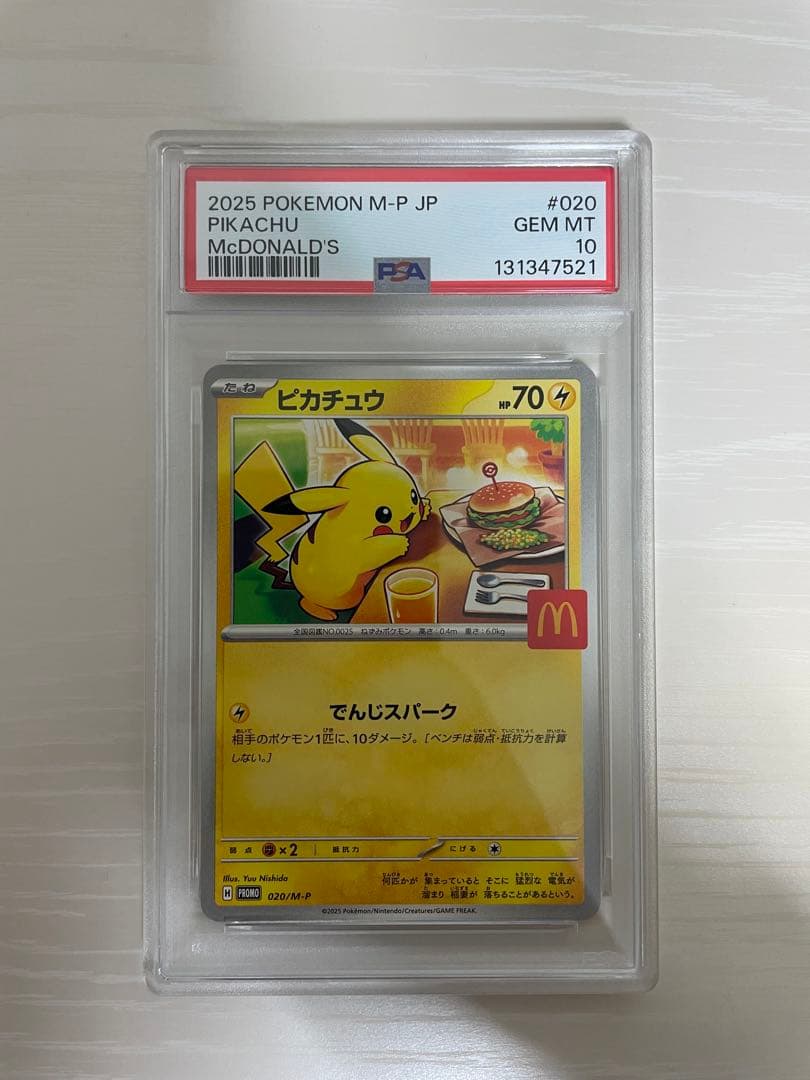 2025 POKEMON M-P JP #020
PIKACHU GEM MT
McDONALD'S 10
PSA 131347521
たね ピカチュウ HP70
M
全国図鑑NO.0025 ねずみポケモン 高さ:0.4m 重さ:6.0kg
でんじスパーク
相手のポケモン1匹に、10ダメージ。[ベンチは弱点・抵抗力を計算
しない。]
弱点 ×2 抵抗力 にげる
Illus. Yuu Nishida
何匹かが 集まっていると そこに 猛烈な 電気が
溜まり 稲妻が 落ちることがあるという。
H PROMO 020/M-P
©2025 Pokémon/Nintendo/Creatures/GAME FREAK.